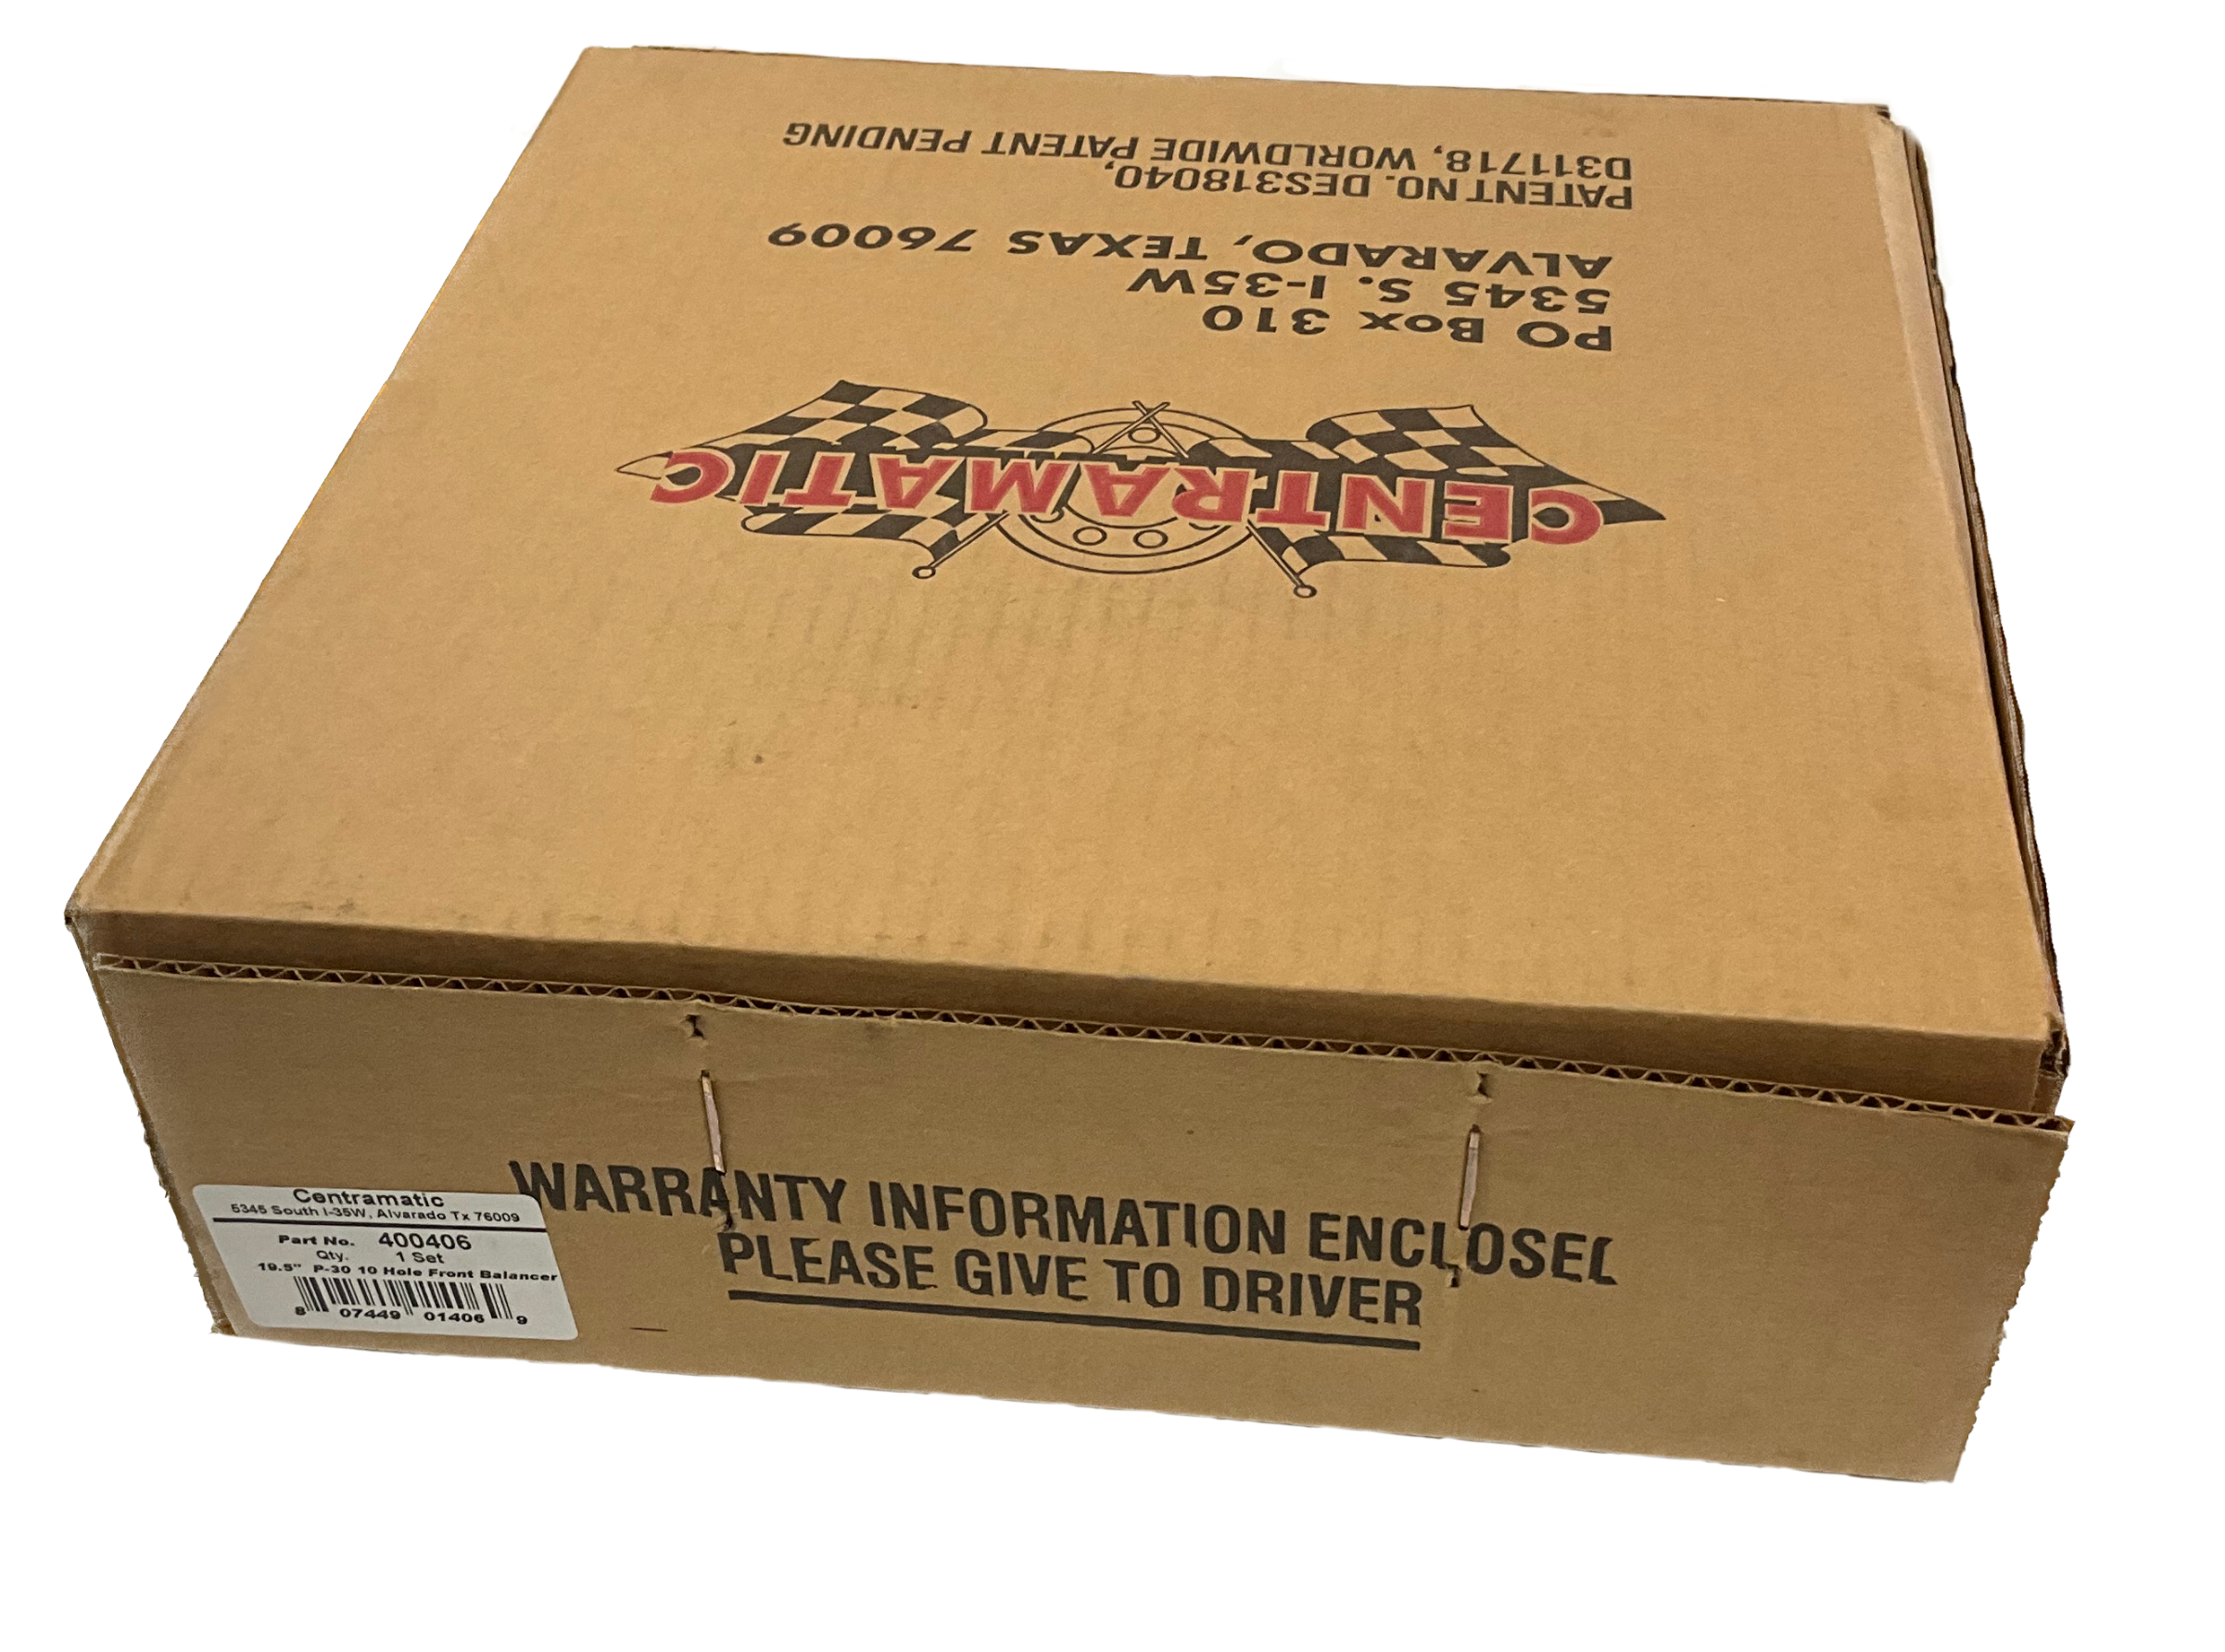 CENTRAMATIC
PO Box 310
5345 S. I-35W
ALVARADO, TEXAS 76009
PATENT NO. DES318040,
D311718, WORLDWIDE PATENT PENDING
WARRANTY INFORMATION ENCLOSED
PLEASE GIVE TO DRIVER
Centramatic
5345 South I-35W, Alvarado Tx 76009
Part No. 400406
Qty. 1 Set
19.5" P-30 10 Hole Front Balancer
8 07449 01406 9